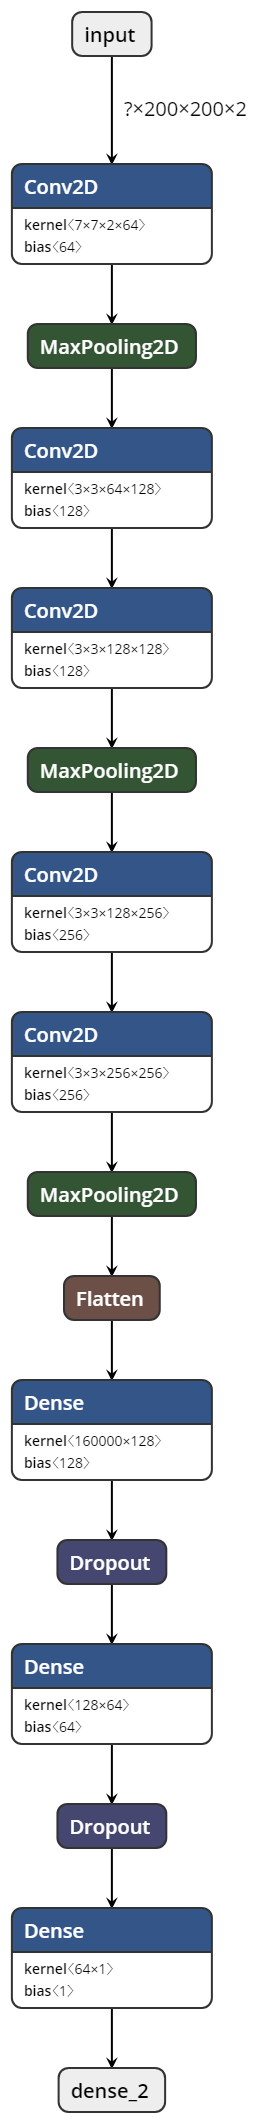 input
?×200×200×2
Conv2D
kernel〈7×7×2×64〉
bias〈64〉
MaxPooling2D
Conv2D
kernel〈3×3×64×128〉
bias〈128〉
Conv2D
kernel〈3×3×128×128〉
bias〈128〉
MaxPooling2D
Conv2D
kernel〈3×3×128×256〉
bias〈256〉
Conv2D
kernel〈3×3×256×256〉
bias〈256〉
MaxPooling2D
Flatten
Dense
kernel〈160000×128〉
bias〈128〉
Dropout
Dense
kernel〈128×64〉
bias〈64〉
Dropout
Dense
kernel〈64×1〉
bias〈1〉
dense_2